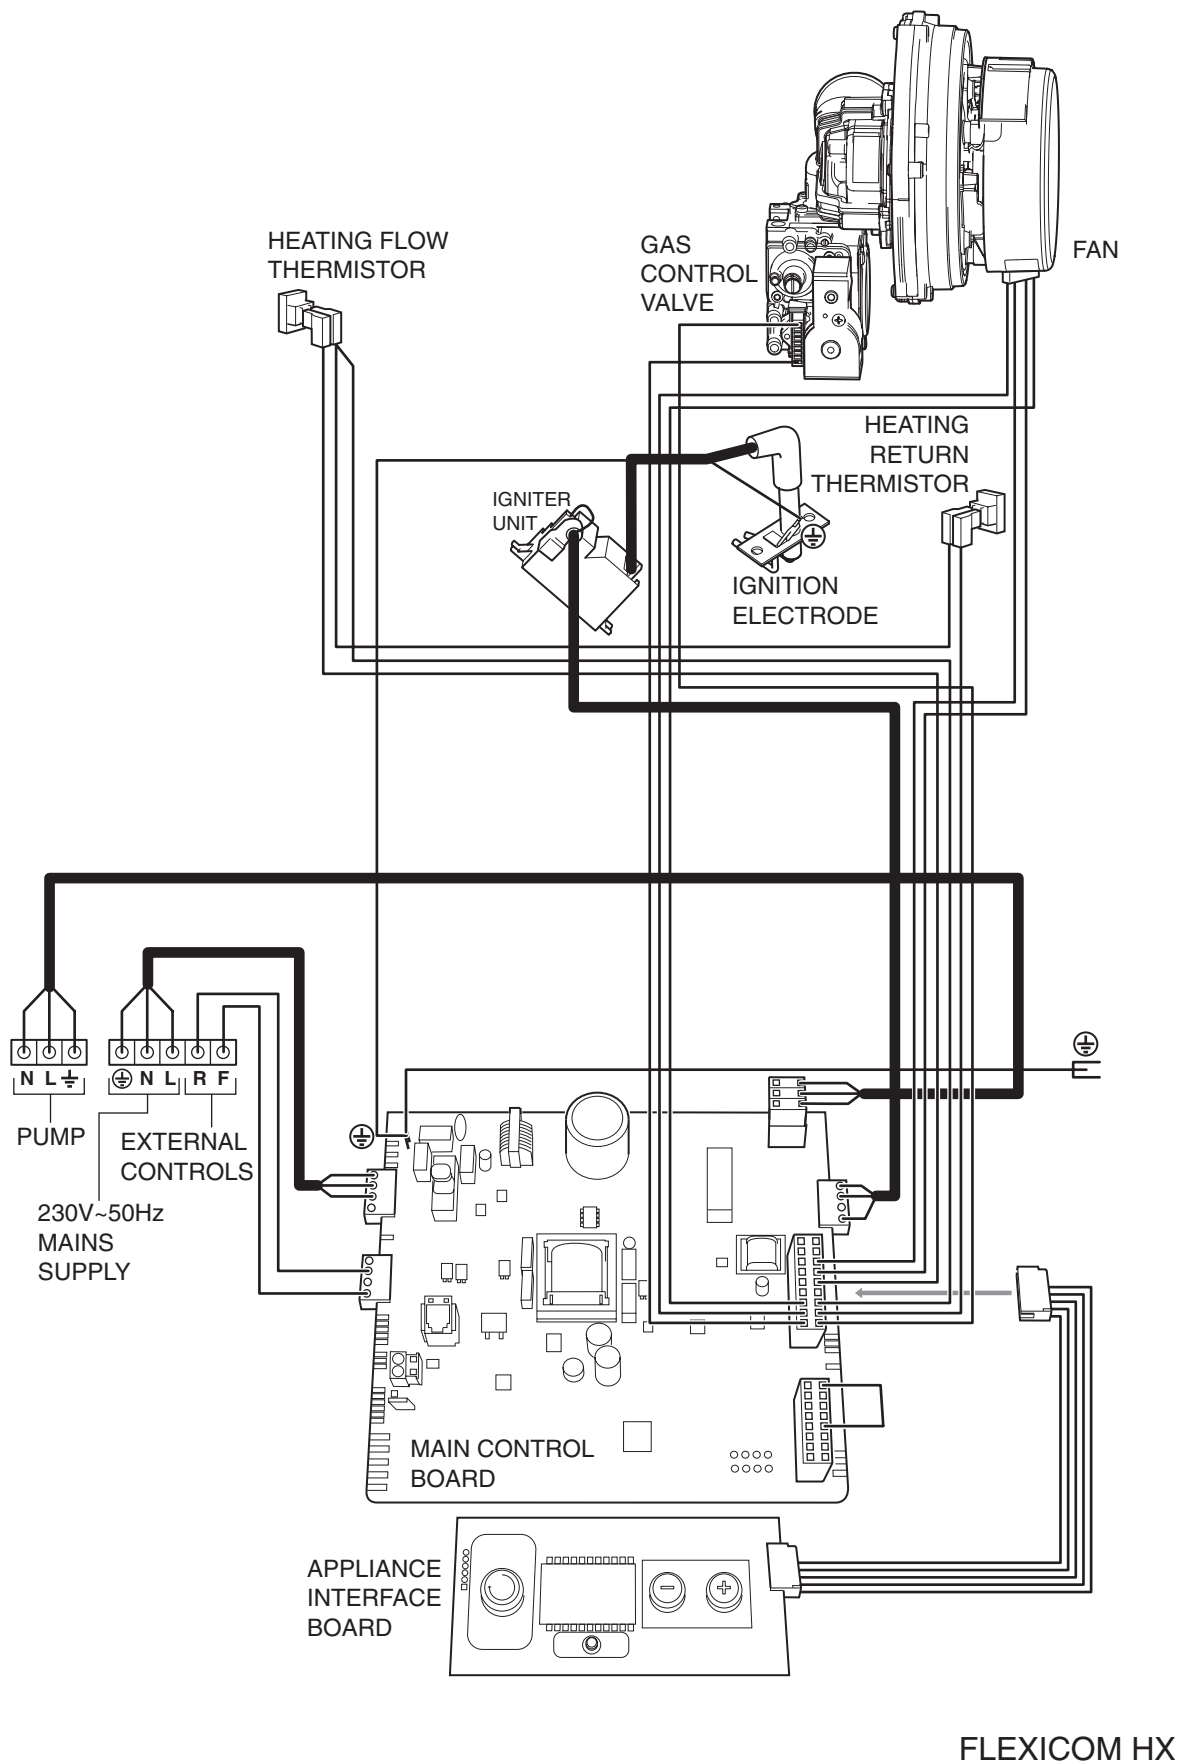 HEATING FLOW
THERMISTOR
GAS
CONTROL
VALVE
FAN
HEATING
RETURN
THERMISTOR
IGNITER
UNIT
IGNITION
ELECTRODE
N L
N L R F
PUMP
EXTERNAL
CONTROLS
230V~50Hz
MAINS
SUPPLY
MAIN CONTROL
BOARD
APPLIANCE
INTERFACE
BOARD
FLEXICOM HX